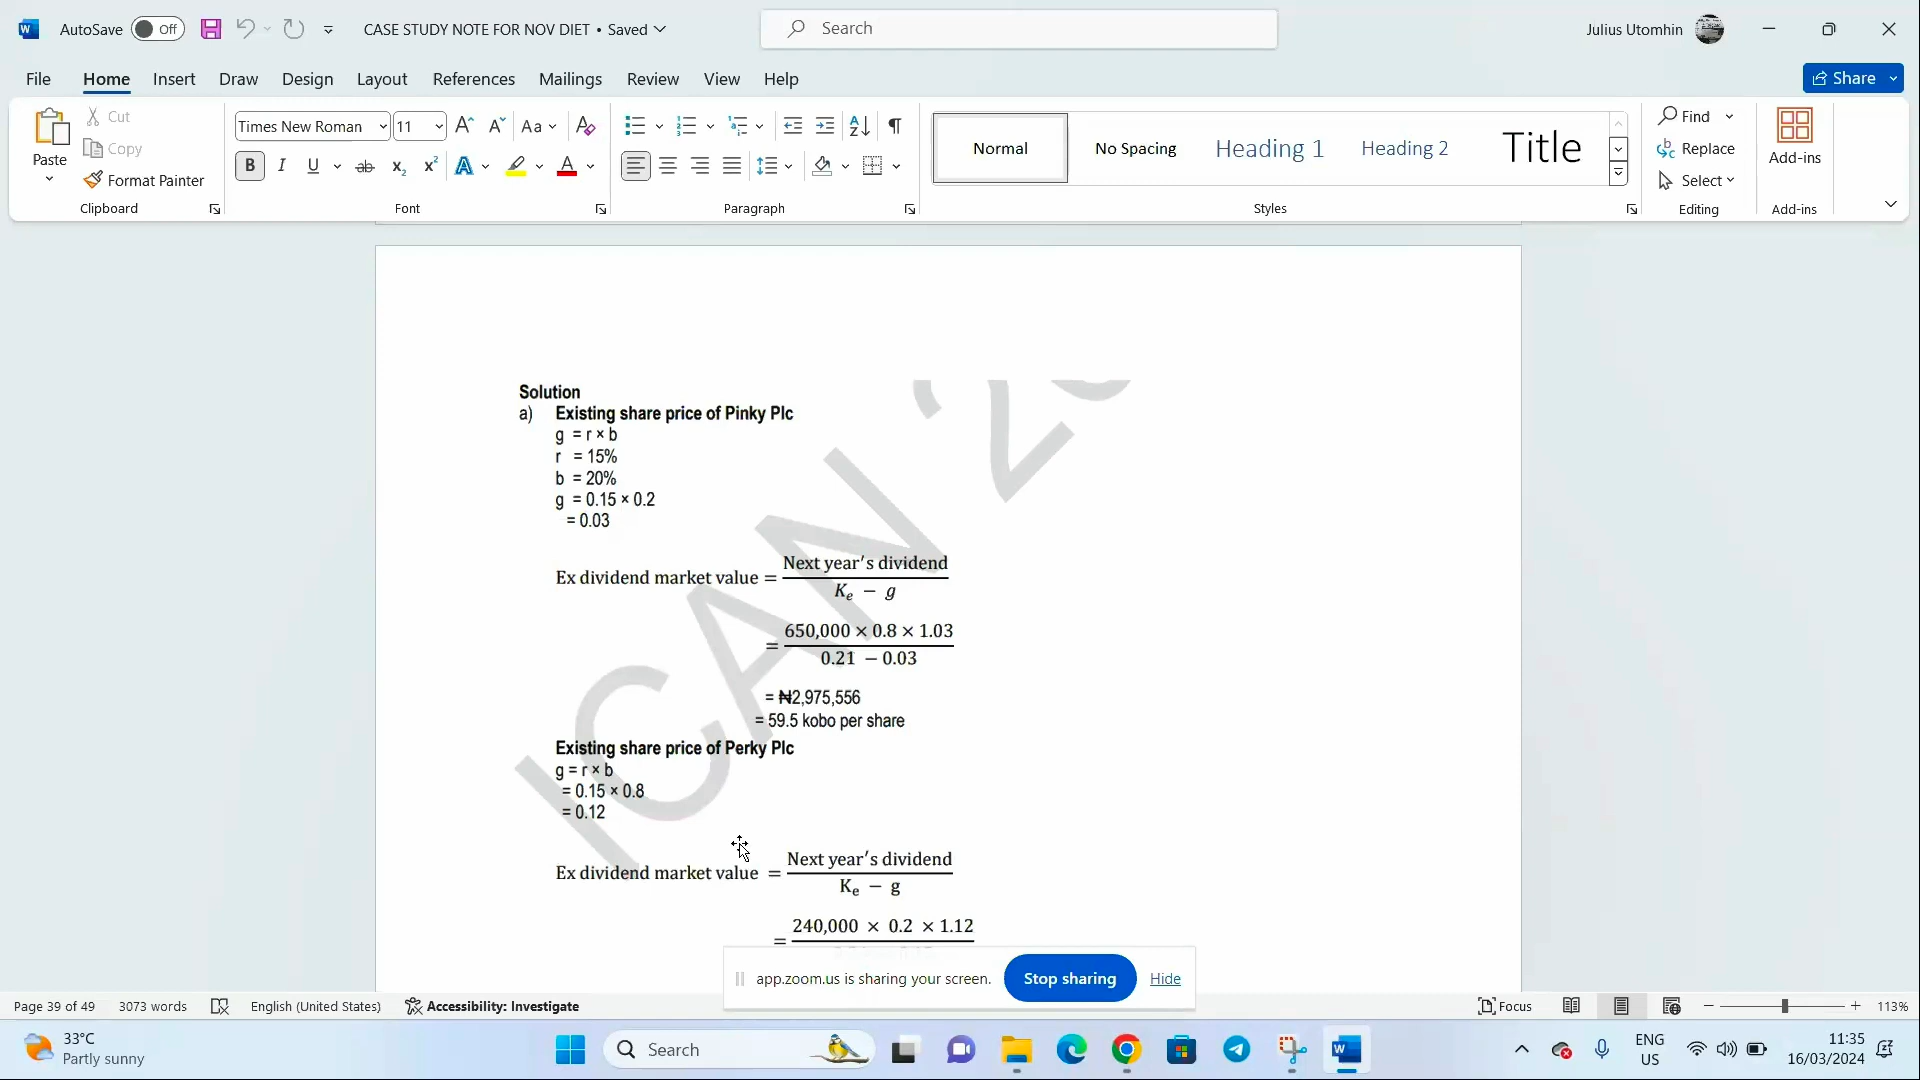 AutoSave Off CASE STUDY NOTE FOR NOV DIET • Saved Search Julius Utomhin
File Home Insert Draw Design Layout References Mailings Review View Help Share
Paste
Cut
Copy
Format Painter
Clipboard
Times New Roman 11
Font
Paragraph
Normal No Spacing Heading 1 Heading 2 Title
Styles
Find
Replace
Select
Editing
Add-ins
Add-ins
Solution
a) Existing share price of Pinky Plc
g = r × b
r = 15%
b = 20%
g = 0.15 × 0.2
= 0.03
Ex dividend market value = Next year's dividend
Ke − g
= 650,000 × 0.8 × 1.03
0.21 − 0.03
= ₦2,975,556
= 59.5 kobo per share
Existing share price of Perky Plc
g = r × b
= 0.15 × 0.8
= 0.12
Ex dividend market value = Next year's dividend
Ke − g
= 240,000 × 0.2 × 1.12
ICAN
app.zoom.us is sharing your screen. Stop sharing Hide
Page 39 of 49 3073 words English (United States) Accessibility: Investigate Focus 113%
33°C
Partly sunny
Search
ENG
US
11:35
16/03/2024